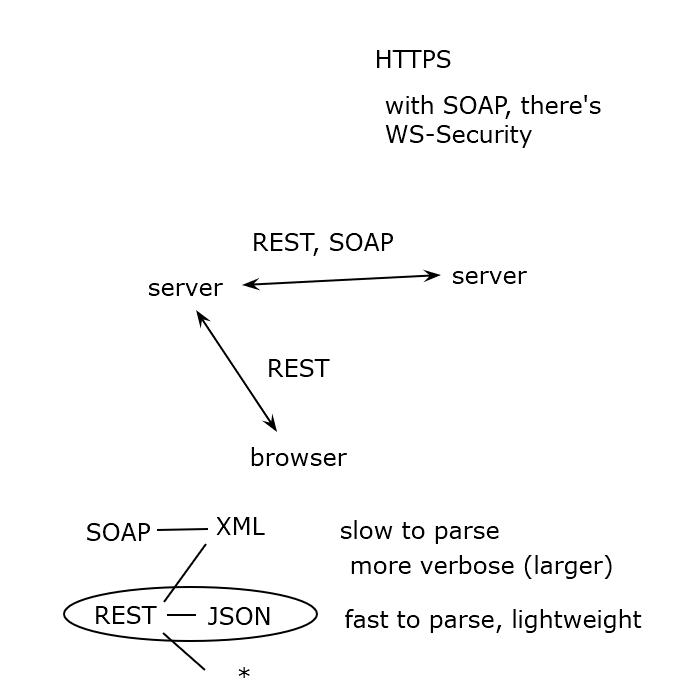 HTTPS
with SOAP, there's
WS-Security
REST, SOAP
server
server
REST
browser
SOAP
XML
slow to parse
more verbose (larger)
REST
JSON
fast to parse, lightweight
*